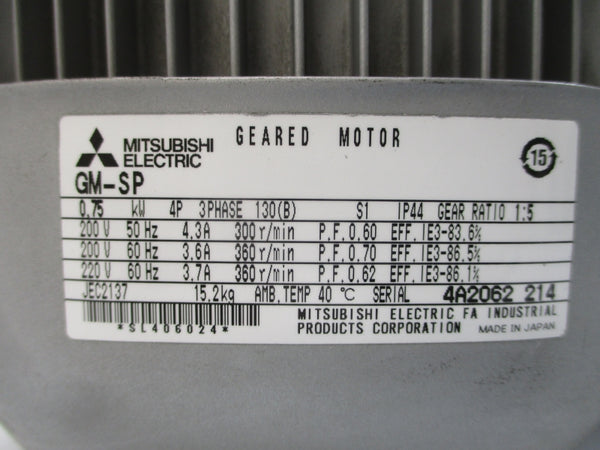 MITSUBISHI ELECTRIC GEARED MOTOR 15
GM-SP
0.75 kW 4P 3PHASE 130(B) S1 IP44 GEAR RATIO 1:5
200 V 50 Hz 4.3A 300 r/min P.F.0.60 EFF.IE3-83.6%
200 V 60 Hz 3.6A 360 r/min P.F.0.70 EFF.IE3-86.5%
220 V 60 Hz 3.7A 360 r/min P.F.0.62 EFF.IE3-86.1%
JEC2137 15.2kg AMB.TEMP 40 °C SERIAL 4A2062 214
*SL406024*
MITSUBISHI ELECTRIC FA INDUSTRIAL
PRODUCTS CORPORATION MADE IN JAPAN